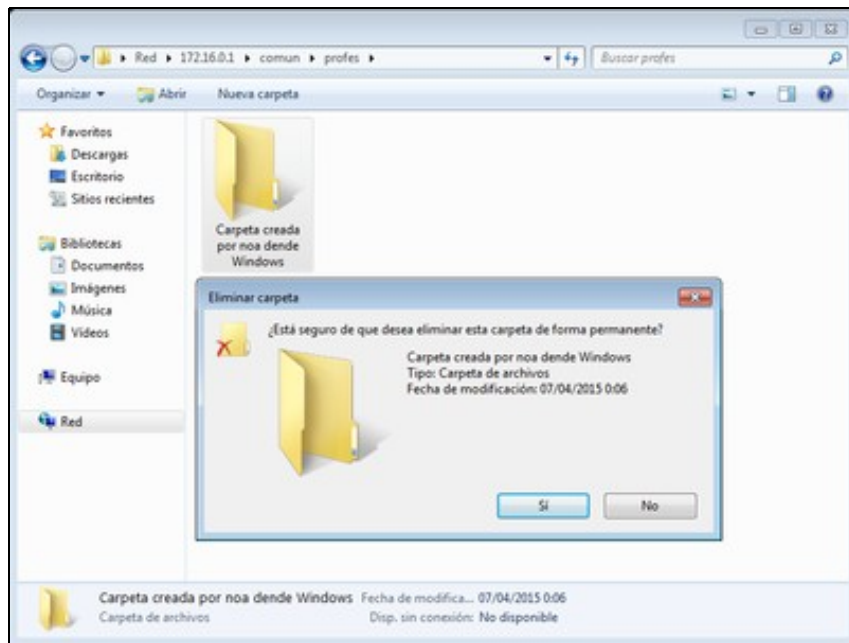 Red ▸ 172.16.0.1 ▸ comun ▸ profes ▸
Buscar profes
Organizar Abrir Nueva carpeta
Favoritos
Descargas
Escritorio
Sitios recientes
Bibliotecas
Documentos
Imágenes
Música
Vídeos
Equipo
Red
Carpeta creada
por noa dende
Windows
Eliminar carpeta
¿Está seguro de que desea eliminar esta carpeta de forma permanente?
Carpeta creada por noa dende Windows
Tipo: Carpeta de archivos
Fecha de modificación: 07/04/2015 0:06
Sí
No
Carpeta creada por noa dende Windows Fecha de modifica... 07/04/2015 0:06
Carpeta de archivos Disp. sin conexión: No disponible